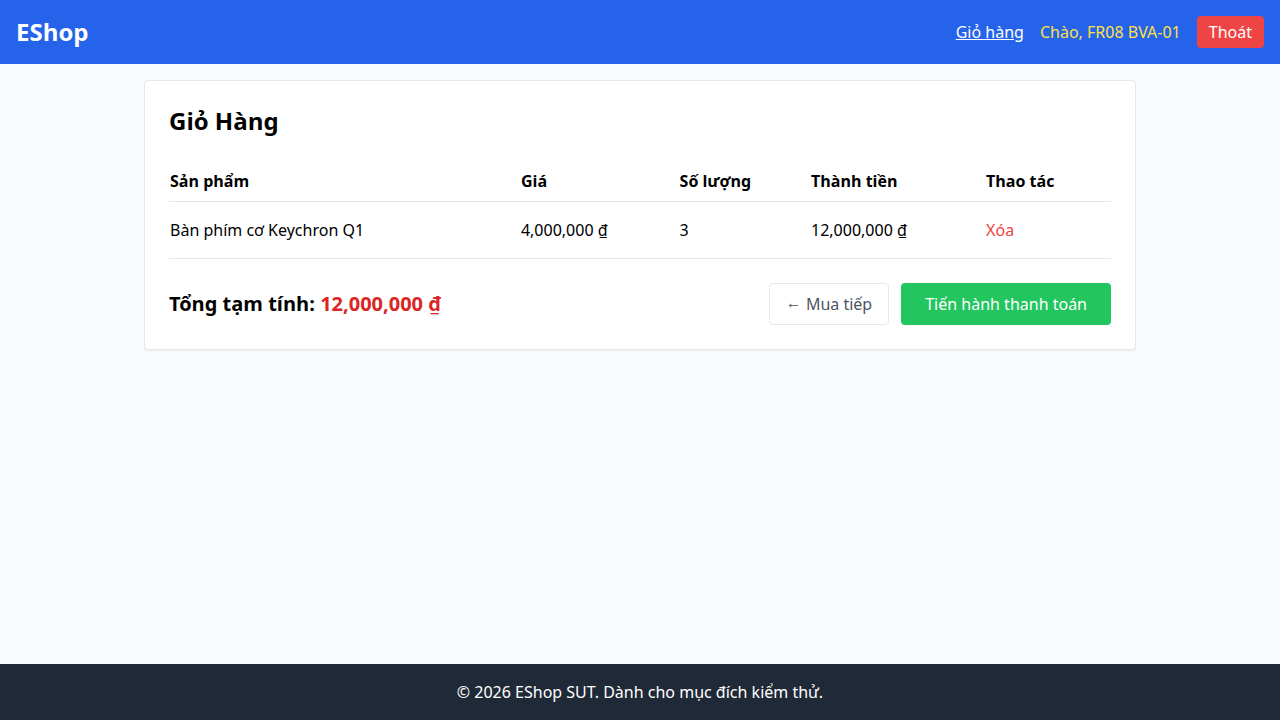 EShop
Giỏ hàng Chào, FR08 BVA-01 Thoát
Giỏ Hàng
Sản phẩm Giá Số lượng Thành tiền Thao tác
Bàn phím cơ Keychron Q1 4,000,000 ₫ 3 12,000,000 ₫ Xóa
Tổng tạm tính: 12,000,000 ₫
← Mua tiếp Tiến hành thanh toán
© 2026 EShop SUT. Dành cho mục đích kiểm thử.